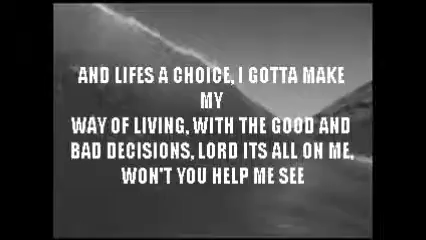 AND LIFES A CHOICE, I GOTTA MAKE
MY
WAY OF LIVING, WITH THE GOOD AND
BAD DECISIONS, LORD ITS ALL ON ME,
WON'T YOU HELP ME SEE